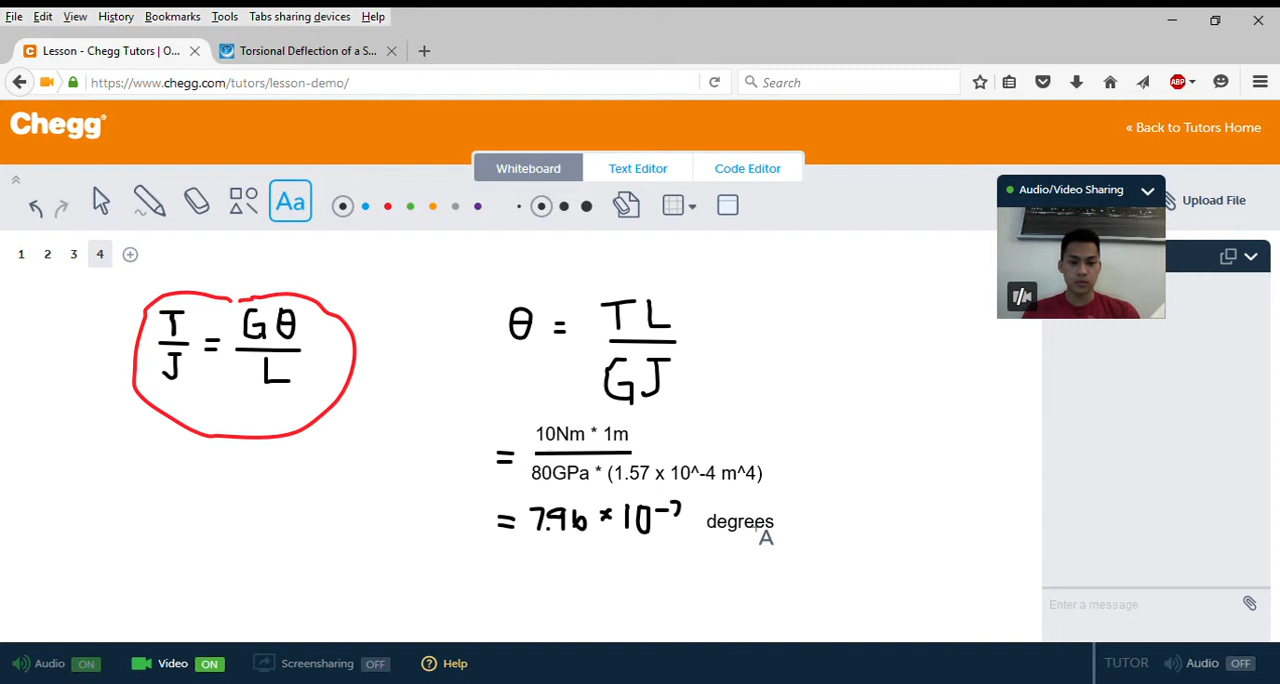 File Edit View History Bookmarks Tools Tabs sharing devices Help
Lesson - Chegg Tutors | O... Torsional Deflection of a S...
https://www.chegg.com/tutors/lesson-demo/ Search ABP
Chegg
« Back to Tutors Home
Whiteboard Text Editor Code Editor
Audio/Video Sharing
Aa Upload File
1 2 3 4
T/J = Gθ/L
θ = TL/GJ
= 10Nm * 1m
80GPa * (1.57 x 10^-4 m^4)
= 7.96 * 10⁻⁷ degrees
A
Enter a message
Audio ON Video ON Screensharing OFF ? Help TUTOR Audio OFF